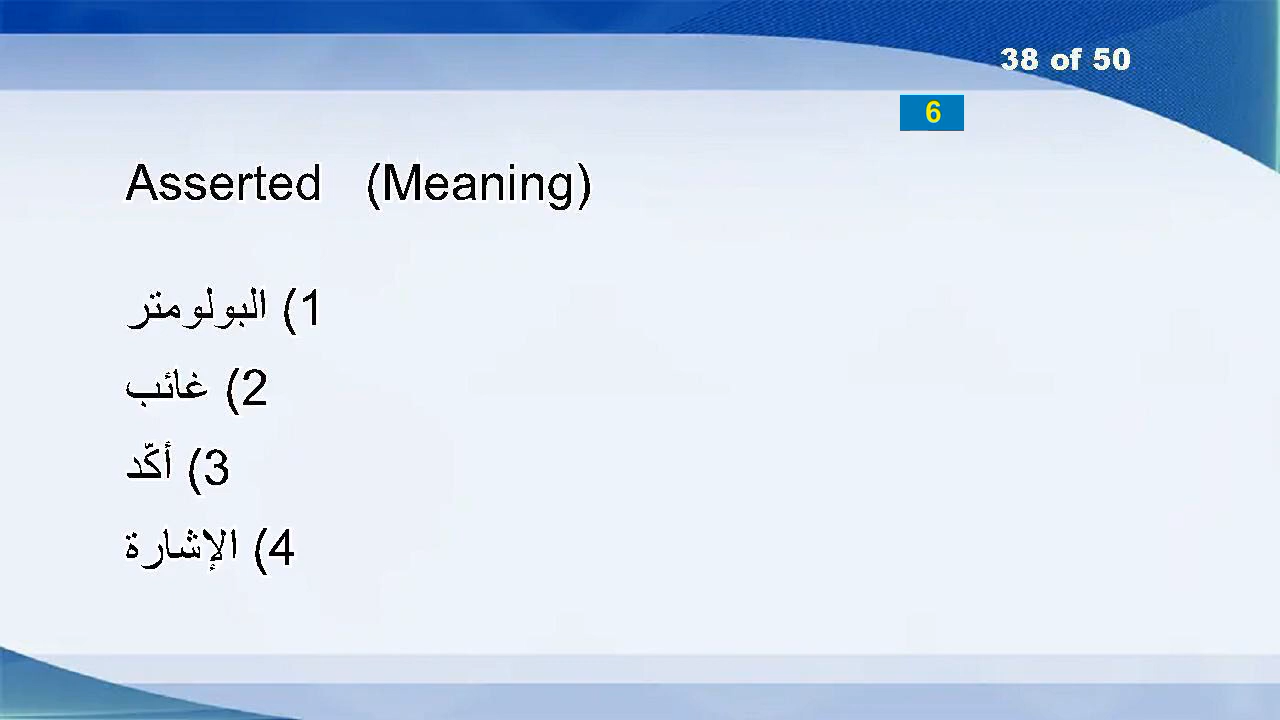 38 of 50
6
Asserted (Meaning)
1) البولومتر
2) غائب
3) أكّد
4) الإشارة